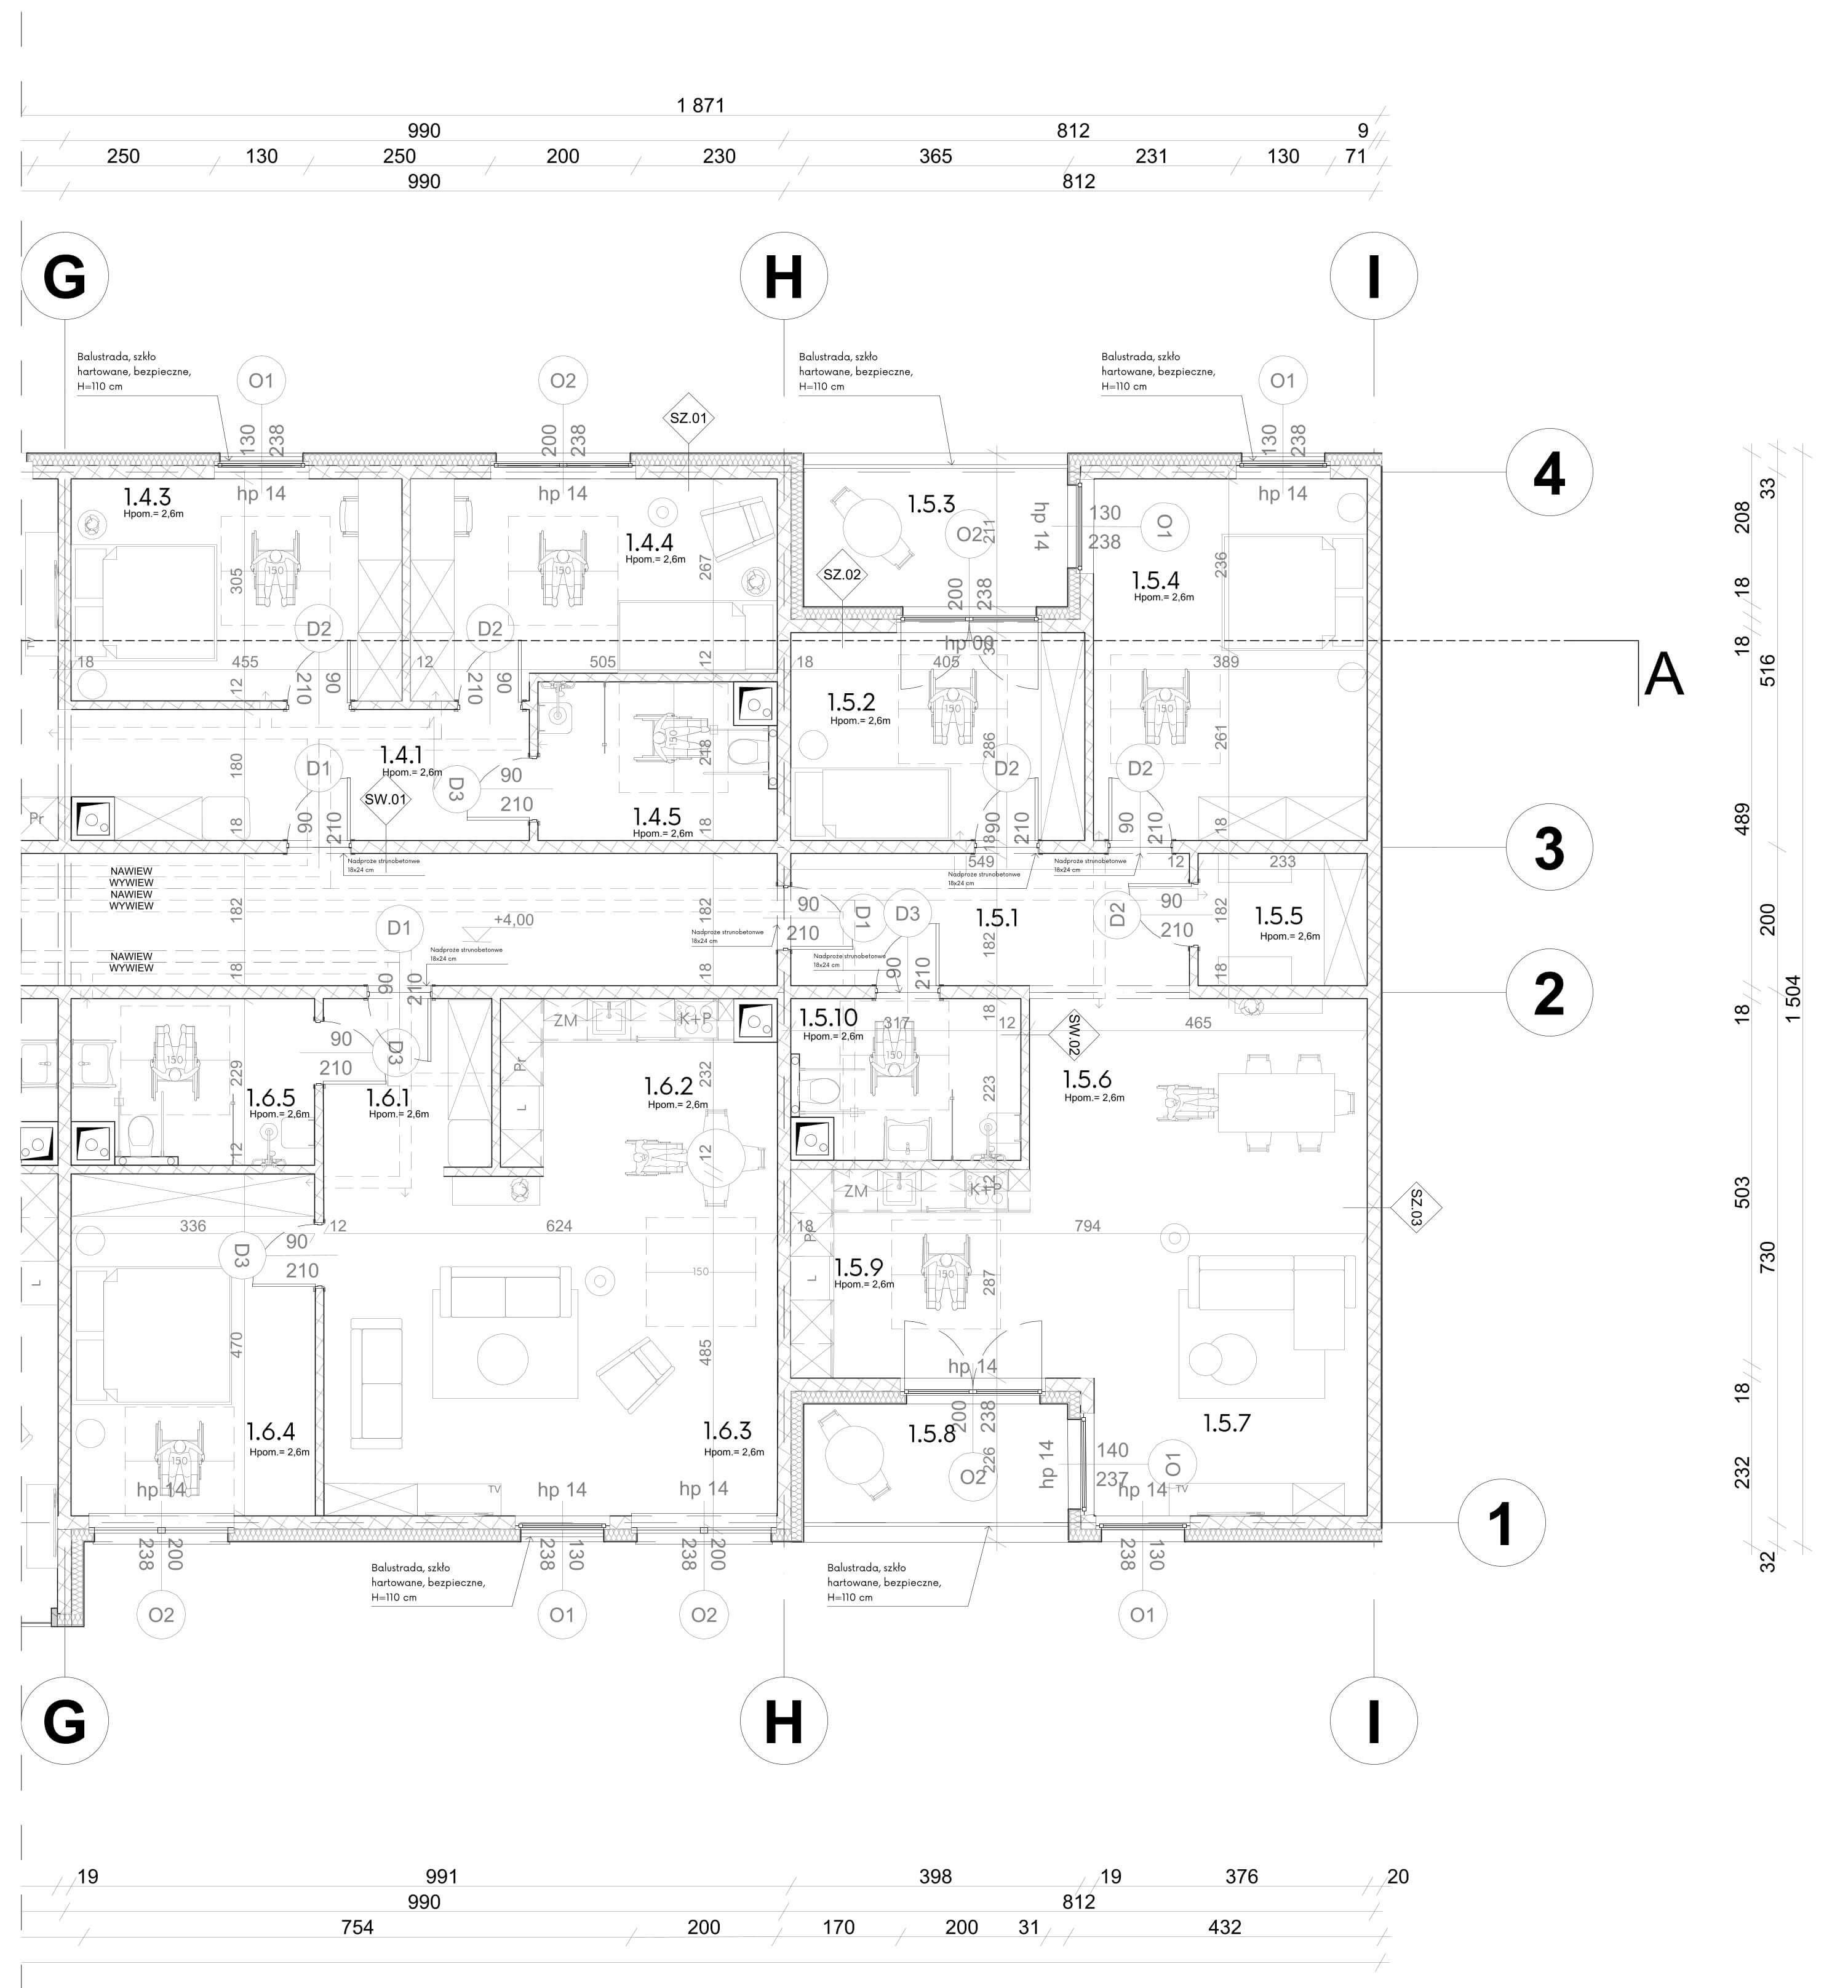 1 871
990
812
9
250
130
250
200
230
365
231
130
71
990
812
G
H
I
Balustrada, szkło
hartowane, bezpieczne,
H=110 cm
O1
O2
Balustrada, szkło
hartowane, bezpieczne,
H=110 cm
Balustrada, szkło
hartowane, bezpieczne,
H=110 cm
O1
SZ.01
130
238
200
238
130
238
4
33
208
1.4.3
Hpom.= 2,6m
hp 14
hp 14
1.4.4
Hpom.= 2,6m
1.5.3
O2
211
hp 14
130
238
O1
hp 14
150
305
150
267
SZ.02
200
238
1.5.4
Hpom.= 2,6m
236
18
TV
D2
D2
hp 00
A
18
516
18
455
12
505
12
18
405
389
12
210
90
210
90
1.5.2
Hpom.= 2,6m
150
150
1.4.1
Hpom.= 2,6m
180
D1
D3
90
210
150
218
286
D2
261
D2
SW.01
Pr
18
90
210
1.4.5
Hpom.= 2,6m
18
90
18
210
90
210
18
489
3
Nadproże strunobetonowe
18x24 cm
549
Nadproże strunobetonowe
18x24 cm
Nadproże strunobetonowe
18x24 cm
12
233
NAWIEW
WYWIEW
NAWIEW
WYWIEW
182
D1
+4,00
182
90
210
D1
D3
1.5.1
182
D2
90
210
182
1.5.5
Hpom.= 2,6m
200
Nadproże strunobetonowe
18x24 cm
NAWIEW
WYWIEW
18
Nadproże strunobetonowe
18x24 cm
18
Nadproże strunobetonowe
18x24 cm
90
210
18
90
210
2
18
1 504
ZM
K+P
1.5.10
Hpom.= 2,6m
317
18
12
SW.02
465
150
229
90
210
D3
Pr
232
150
223
1.6.5
Hpom.= 2,6m
1.6.1
Hpom.= 2,6m
L
1.6.2
Hpom.= 2,6m
1.5.6
Hpom.= 2,6m
12
12
12
ZM
K+P
SZ.03
503
336
12
624
18
794
Pr
D3
90
210
L
150
L
1.5.9
Hpom.= 2,6m
150
287
730
470
485
hp 14
18
1.6.4
Hpom.= 2,6m
150
1.6.3
Hpom.= 2,6m
1.5.8
200
238
O2
226
hp 14
140
237
O1
1.5.7
232
hp 14
TV
hp 14
hp 14
hp 14
TV
1
238
200
238
130
238
200
238
130
32
Balustrada, szkło
hartowane, bezpieczne,
H=110 cm
Balustrada, szkło
hartowane, bezpieczne,
H=110 cm
O2
O1
O2
O1
G
H
I
19
991
398
19
376
20
990
812
754
200
170
200
31
432